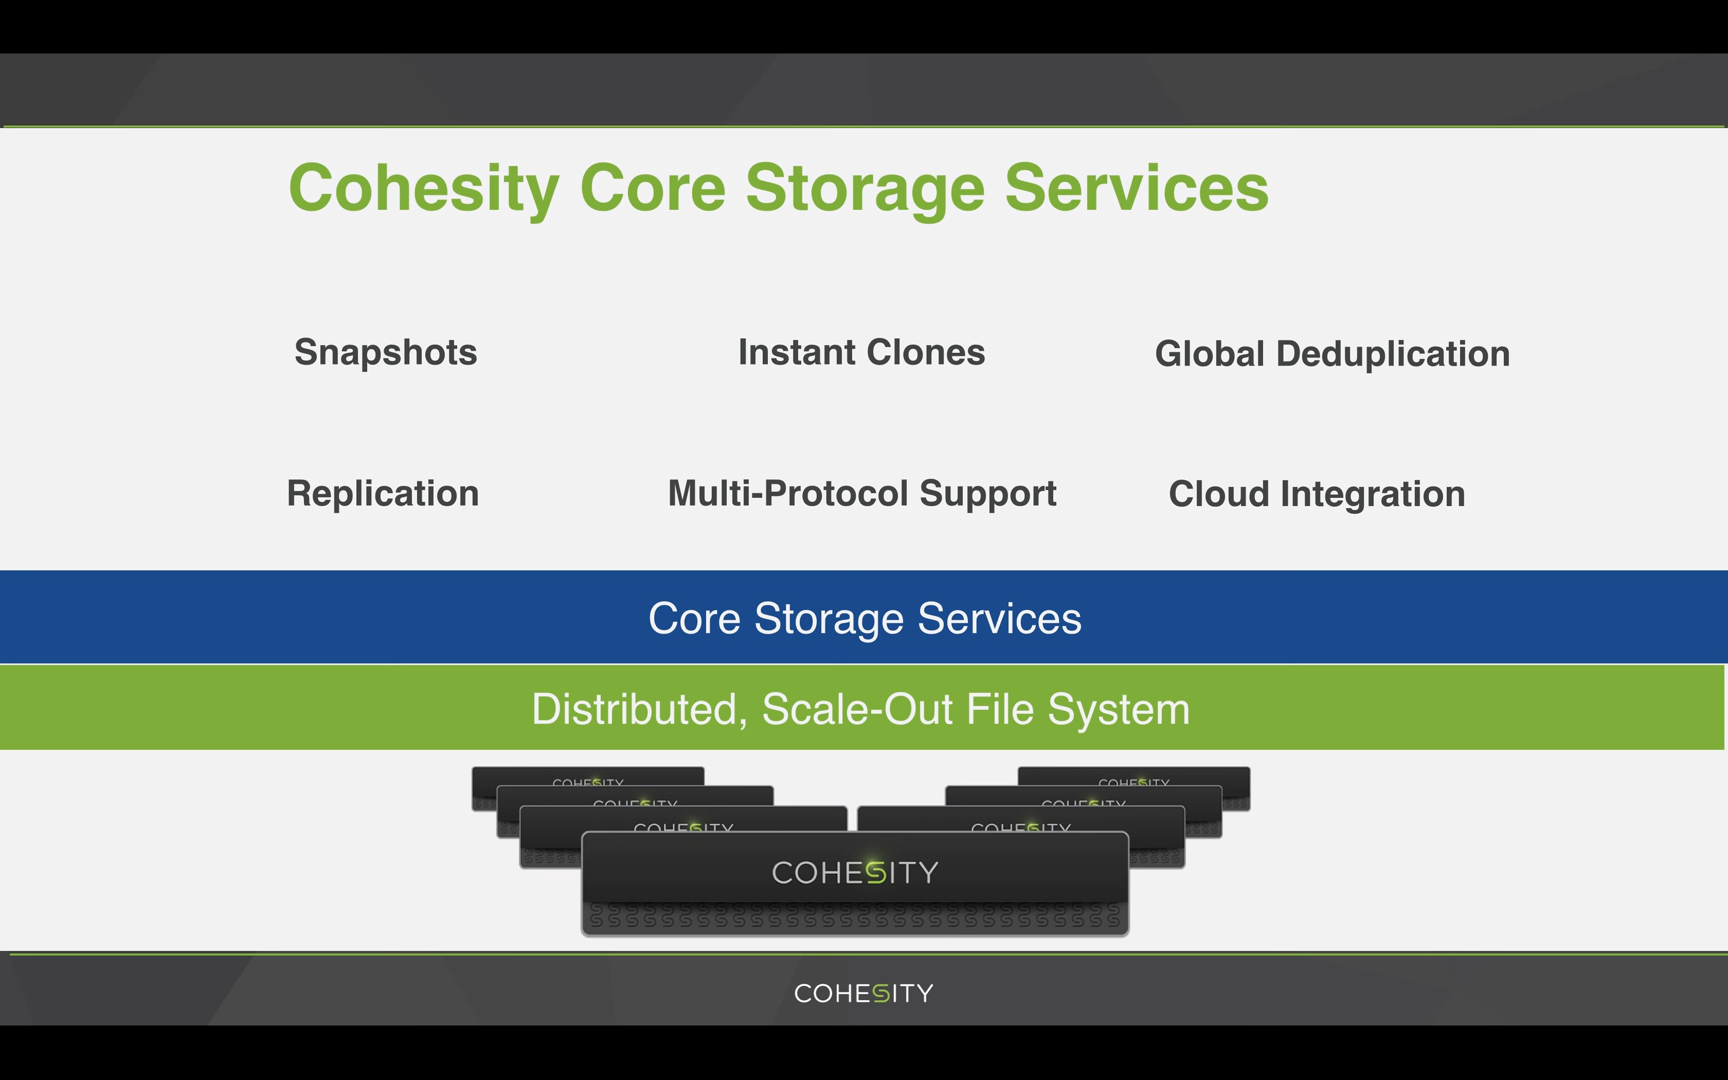 Cohesity Core Storage Services
Snapshots
Instant Clones
Global Deduplication
Replication
Multi-Protocol Support
Cloud Integration
Core Storage Services
Distributed, Scale-Out File System
COHESITY
COHESITY
COHESITY
COHESITY
COHESITY
COHESITY
COHESITY
COHESITY